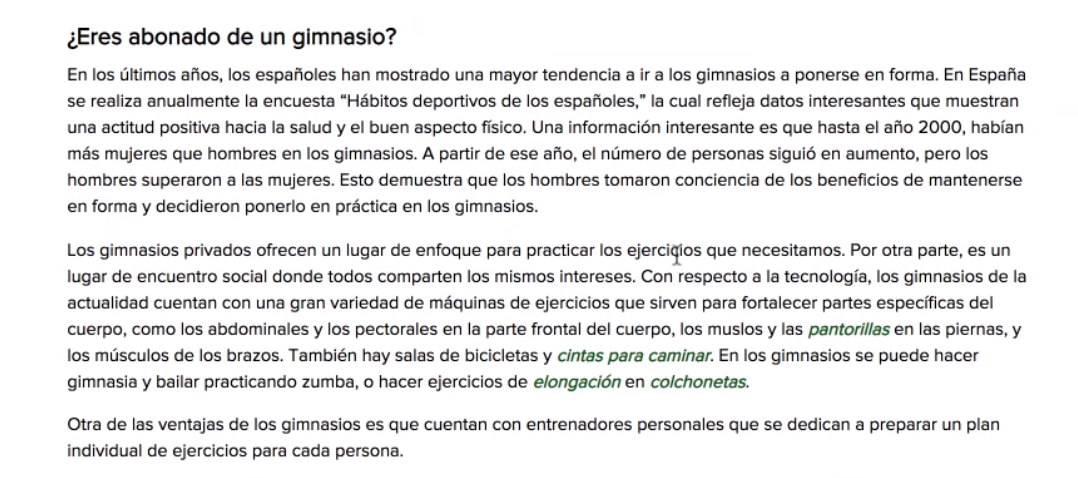 ¿Eres abonado de un gimnasio?
En los últimos años, los españoles han mostrado una mayor tendencia a ir a los gimnasios a ponerse en forma. En España
se realiza anualmente la encuesta “Hábitos deportivos de los españoles,” la cual refleja datos interesantes que muestran
una actitud positiva hacia la salud y el buen aspecto físico. Una información interesante es que hasta el año 2000, habían
más mujeres que hombres en los gimnasios. A partir de ese año, el número de personas siguió en aumento, pero los
hombres superaron a las mujeres. Esto demuestra que los hombres tomaron conciencia de los beneficios de mantenerse
en forma y decidieron ponerlo en práctica en los gimnasios.
Los gimnasios privados ofrecen un lugar de enfoque para practicar los ejercicios que necesitamos. Por otra parte, es un
lugar de encuentro social donde todos comparten los mismos intereses. Con respecto a la tecnología, los gimnasios de la
actualidad cuentan con una gran variedad de máquinas de ejercicios que sirven para fortalecer partes específicas del
cuerpo, como los abdominales y los pectorales en la parte frontal del cuerpo, los muslos y las pantorillas en las piernas, y
los músculos de los brazos. También hay salas de bicicletas y cintas para caminar. En los gimnasios se puede hacer
gimnasia y bailar practicando zumba, o hacer ejercicios de elongación en colchonetas.
Otra de las ventajas de los gimnasios es que cuentan con entrenadores personales que se dedican a preparar un plan
individual de ejercicios para cada persona.